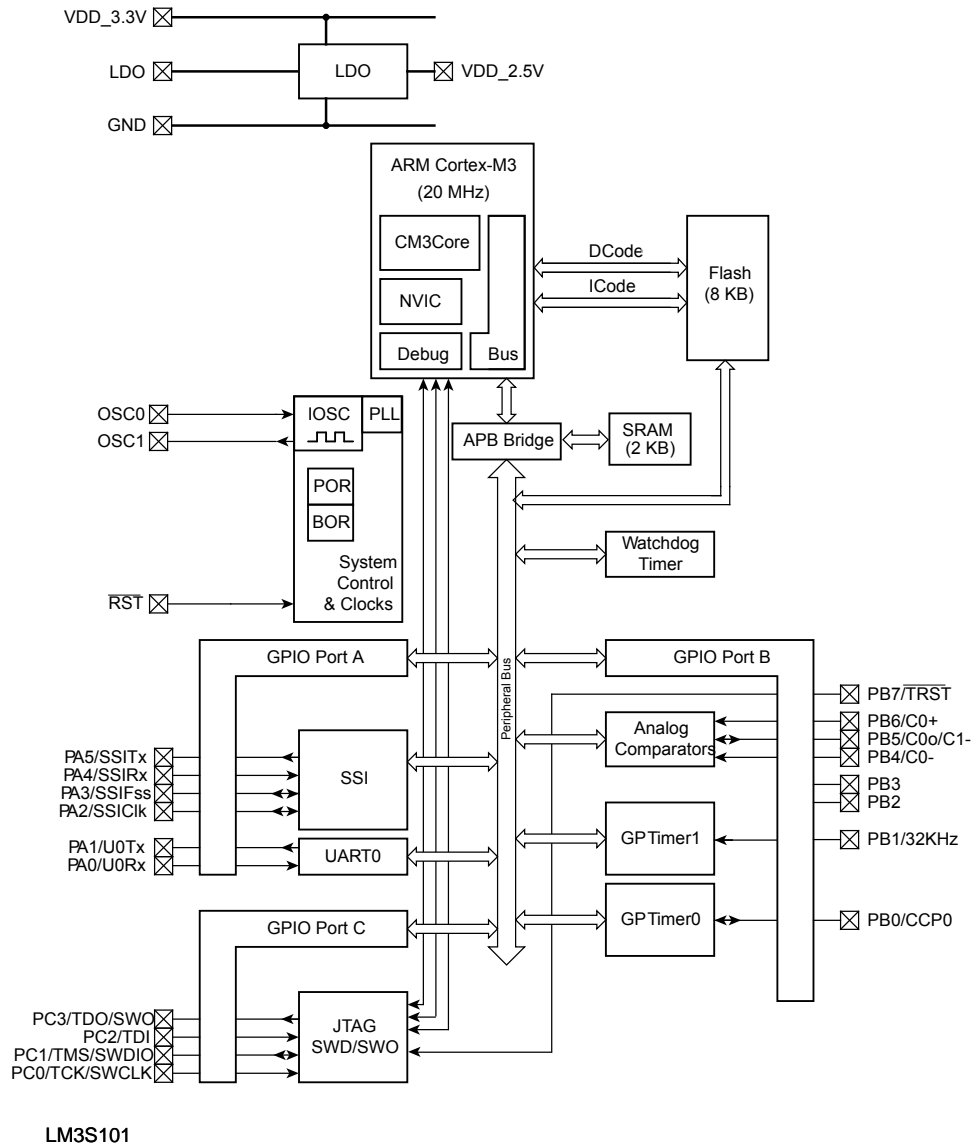 VDD_3.3V
LDO
LDO
VDD_2.5V
GND
ARM Cortex-M3
(20 MHz)
CM3Core
NVIC
Debug
Bus
DCode
ICode
Flash
(8 KB)
OSC0
OSC1
IOSC
PLL
POR
BOR
System
Control
& Clocks
RST
APB Bridge
SRAM
(2 KB)
Watchdog
Timer
Peripheral Bus
GPIO Port A
PA5/SSITx
PA4/SSIRx
PA3/SSIFss
PA2/SSIClk
SSI
PA1/U0Tx
PA0/U0Rx
UART0
GPIO Port B
PB7/TRST
PB6/C0+
PB5/C0o/C1-
PB4/C0-
Analog
Comparators
PB3
PB2
GPTimer1
PB1/32KHz
GPTimer0
PB0/CCP0
GPIO Port C
PC3/TDO/SWO
PC2/TDI
PC1/TMS/SWDIO
PC0/TCK/SWCLK
JTAG
SWD/SWO
LM3S101